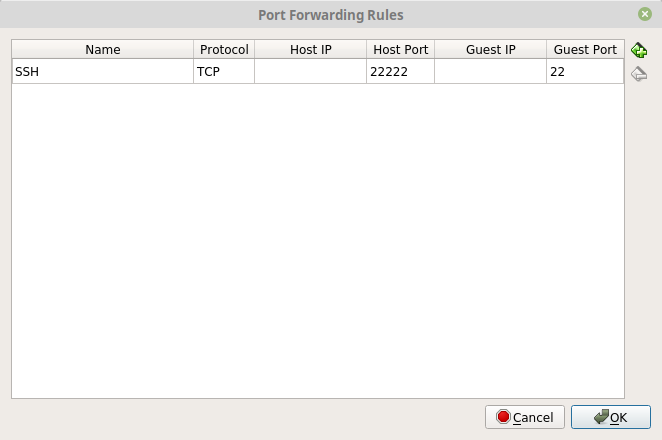 Port Forwarding Rules
Name Protocol Host IP Host Port Guest IP Guest Port
SSH TCP 22222 22
Cancel OK